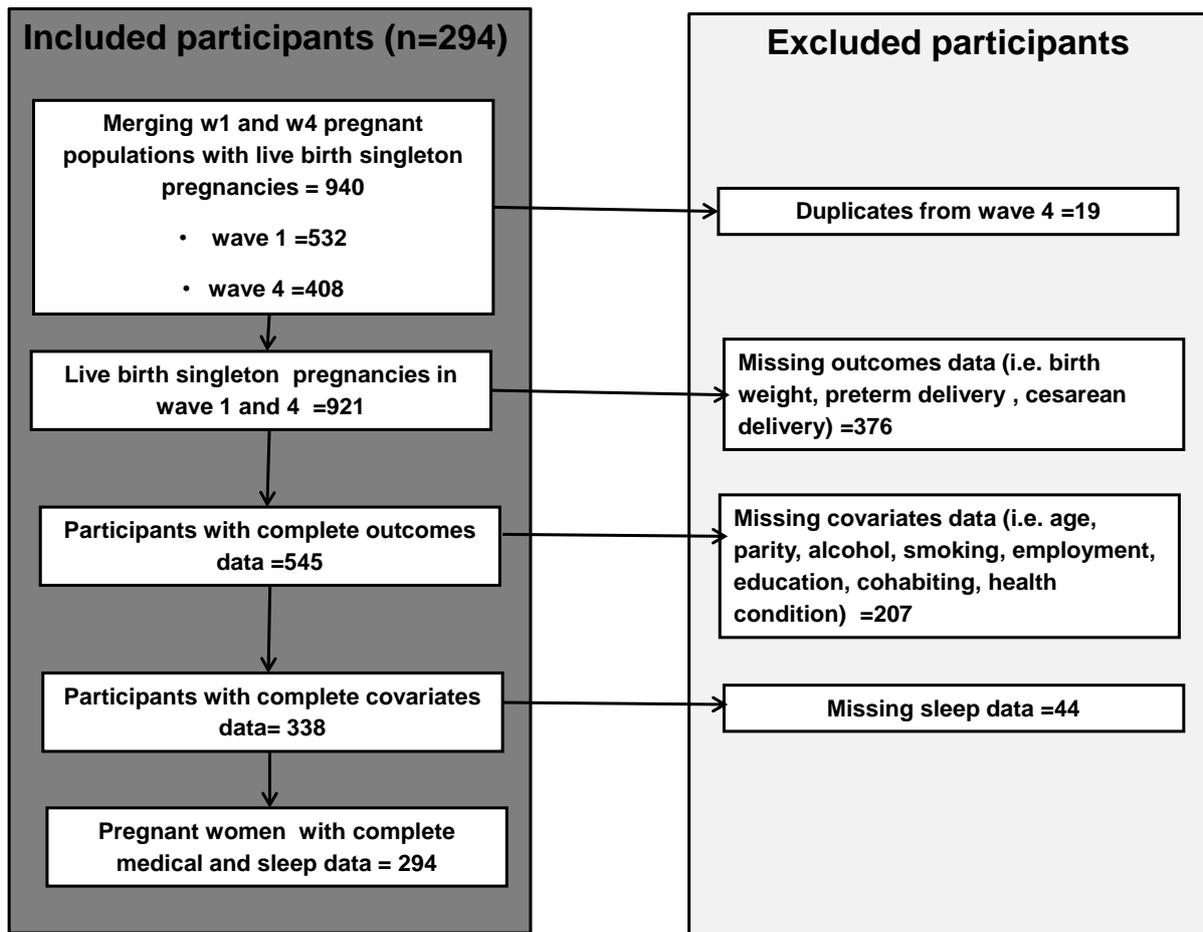 Included participants (n=294)
Merging w1 and w4 pregnant
populations with live birth singleton
pregnancies = 940
• wave 1 =532
• wave 4 =408
Live birth singleton pregnancies in
wave 1 and 4 =921
Participants with complete outcomes
data =545
Participants with complete covariates
data= 338
Pregnant women with complete
medical and sleep data = 294
Excluded participants
Duplicates from wave 4 =19
Missing outcomes data (i.e. birth
weight, preterm delivery , cesarean
delivery) =376
Missing covariates data (i.e. age,
parity, alcohol, smoking, employment,
education, cohabiting, health
condition) =207
Missing sleep data =44